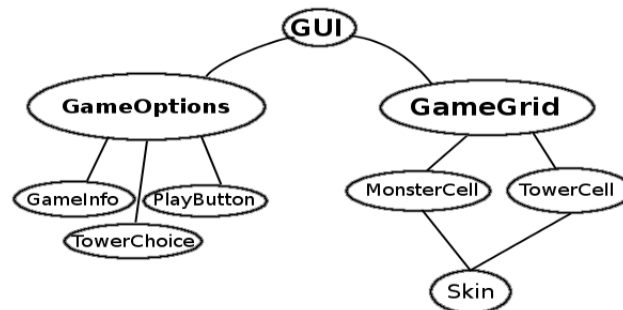 GUI
GameOptions
GameGrid
GameInfo
PlayButton
TowerChoice
MonsterCell
TowerCell
Skin